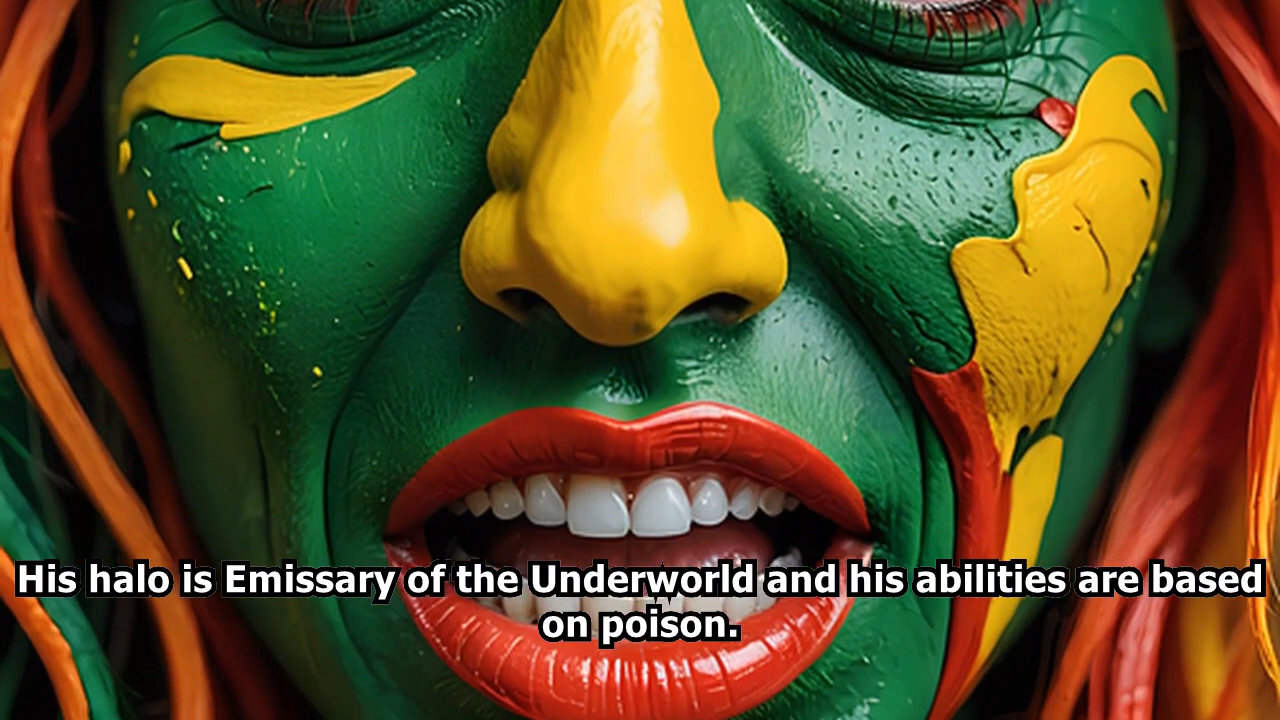 His halo is Emissary of the Underworld and his abilities are based
on poison.